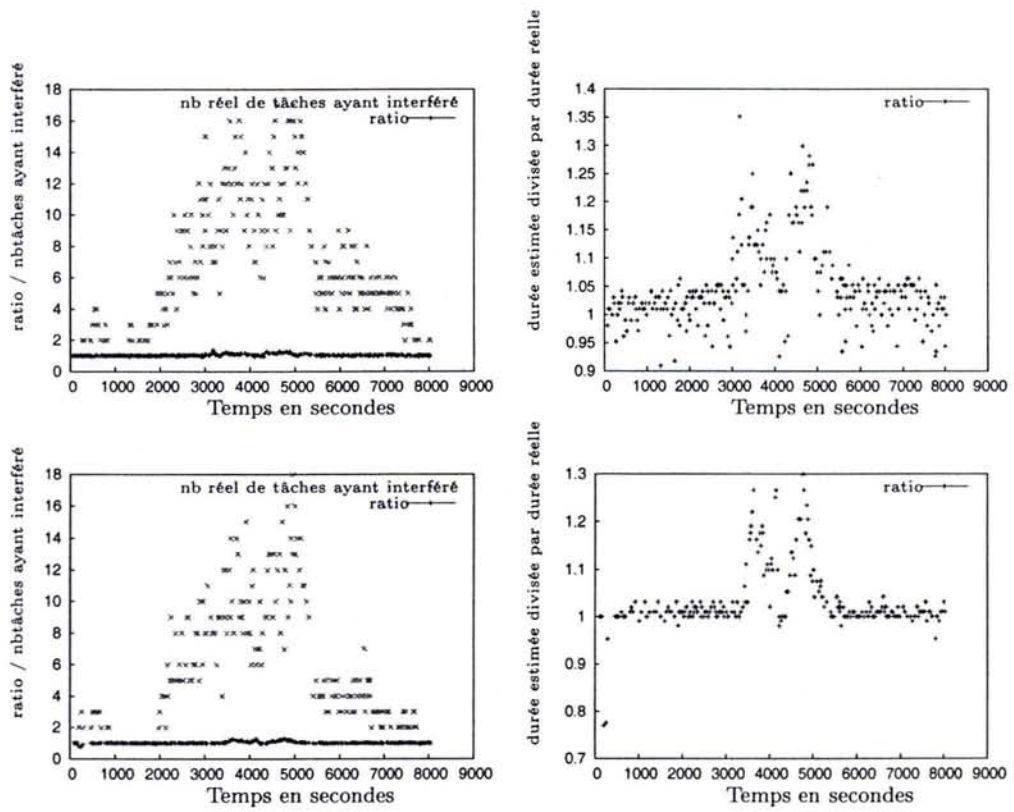 ratio / nbtâches ayant interféré
18
16
14
12
10
8
6
4
2
0
nb réel de tâches ayant interféré
ratio
0 1000 2000 3000 4000 5000 6000 7000 8000 9000
Temps en secondes
durée estimée divisée par durée réelle
1.4
1.35
1.3
1.25
1.2
1.15
1.1
1.05
1
0.95
0.9
ratio
0 1000 2000 3000 4000 5000 6000 7000 8000 9000
Temps en secondes
ratio / nbtâches ayant interféré
18
16
14
12
10
8
6
4
2
0
nb réel de tâches ayant interféré
ratio
0 1000 2000 3000 4000 5000 6000 7000 8000 9000
Temps en secondes
durée estimée divisée par durée réelle
1.3
1.2
1.1
1
0.9
0.8
0.7
ratio
0 1000 2000 3000 4000 5000 6000 7000 8000 9000
Temps en secondes